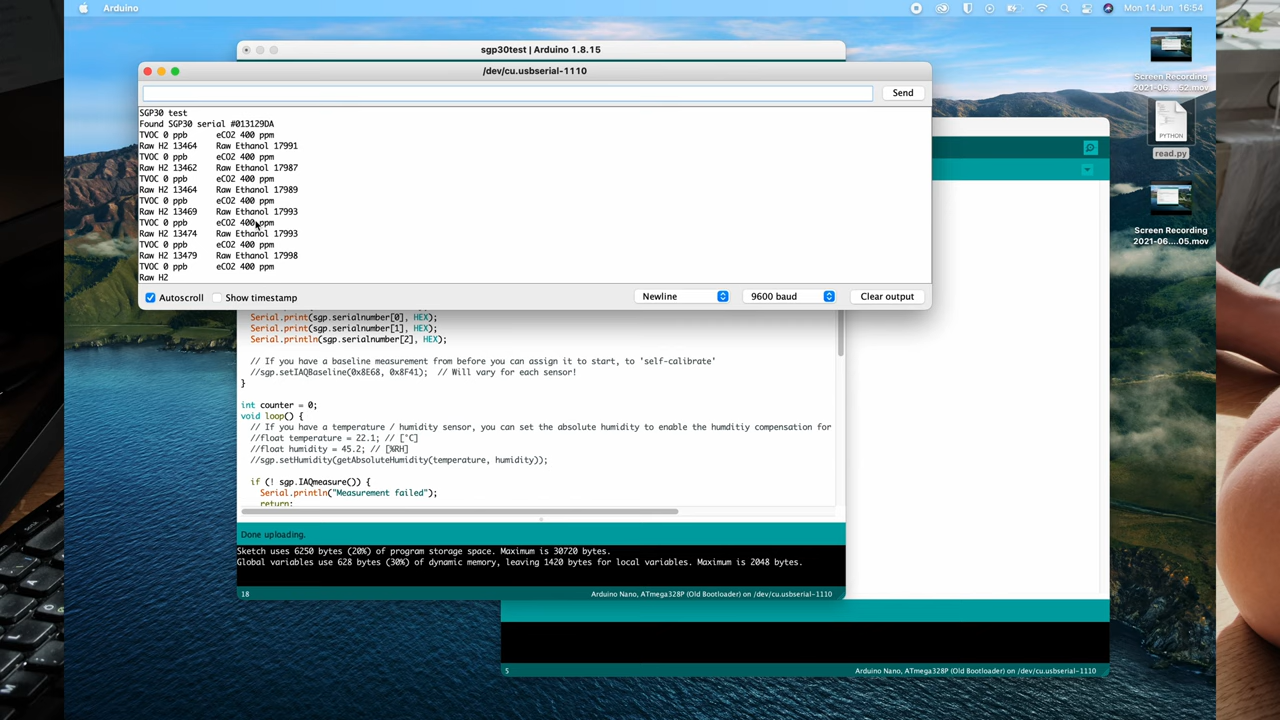 Arduino
Mon 14 Jun 16:54
sgp30test | Arduino 1.8.15
/dev/cu.usbserial-1110
Send
SGP30 test
Found SGP30 serial #013129DA
TVOC 0 ppb eCO2 400 ppm
Raw H2 13464 Raw Ethanol 17991
TVOC 0 ppb eCO2 400 ppm
Raw H2 13462 Raw Ethanol 17987
TVOC 0 ppb eCO2 400 ppm
Raw H2 13464 Raw Ethanol 17989
TVOC 0 ppb eCO2 400 ppm
Raw H2 13469 Raw Ethanol 17993
TVOC 0 ppb eCO2 400 ppm
Raw H2 13474 Raw Ethanol 17993
TVOC 0 ppb eCO2 400 ppm
Raw H2 13479 Raw Ethanol 17998
TVOC 0 ppb eCO2 400 ppm
Raw H2
Autoscroll Show timestamp Newline 9600 baud Clear output
Serial.print(sgp.serialnumber[0], HEX);
Serial.print(sgp.serialnumber[1], HEX);
Serial.println(sgp.serialnumber[2], HEX);
// If you have a baseline measurement from before you can assign it to start, to 'self-calibrate'
//sgp.setIAQBaseline(0x8E68, 0x8F41); // Will vary for each sensor!
}
int counter = 0;
void loop() {
// If you have a temperature / humidity sensor, you can set the absolute humidity to enable the humditiy compensation for
//float temperature = 22.1; // [°C]
//float humidity = 45.2; // [%RH]
//sgp.setHumidity(getAbsoluteHumidity(temperature, humidity));
if (! sgp.IAQmeasure()) {
Serial.println("Measurement failed");
return;
Done uploading.
Sketch uses 6250 bytes (20%) of program storage space. Maximum is 30720 bytes.
Global variables use 628 bytes (30%) of dynamic memory, leaving 1420 bytes for local variables. Maximum is 2048 bytes.
18 Arduino Nano, ATmega328P (Old Bootloader) on /dev/cu.usbserial-1110
5 Arduino Nano, ATmega328P (Old Bootloader) on /dev/cu.usbserial-1110
Screen Recording
2021-06....52.mov
PYTHON
read.py
Screen Recording
2021-06....05.mov